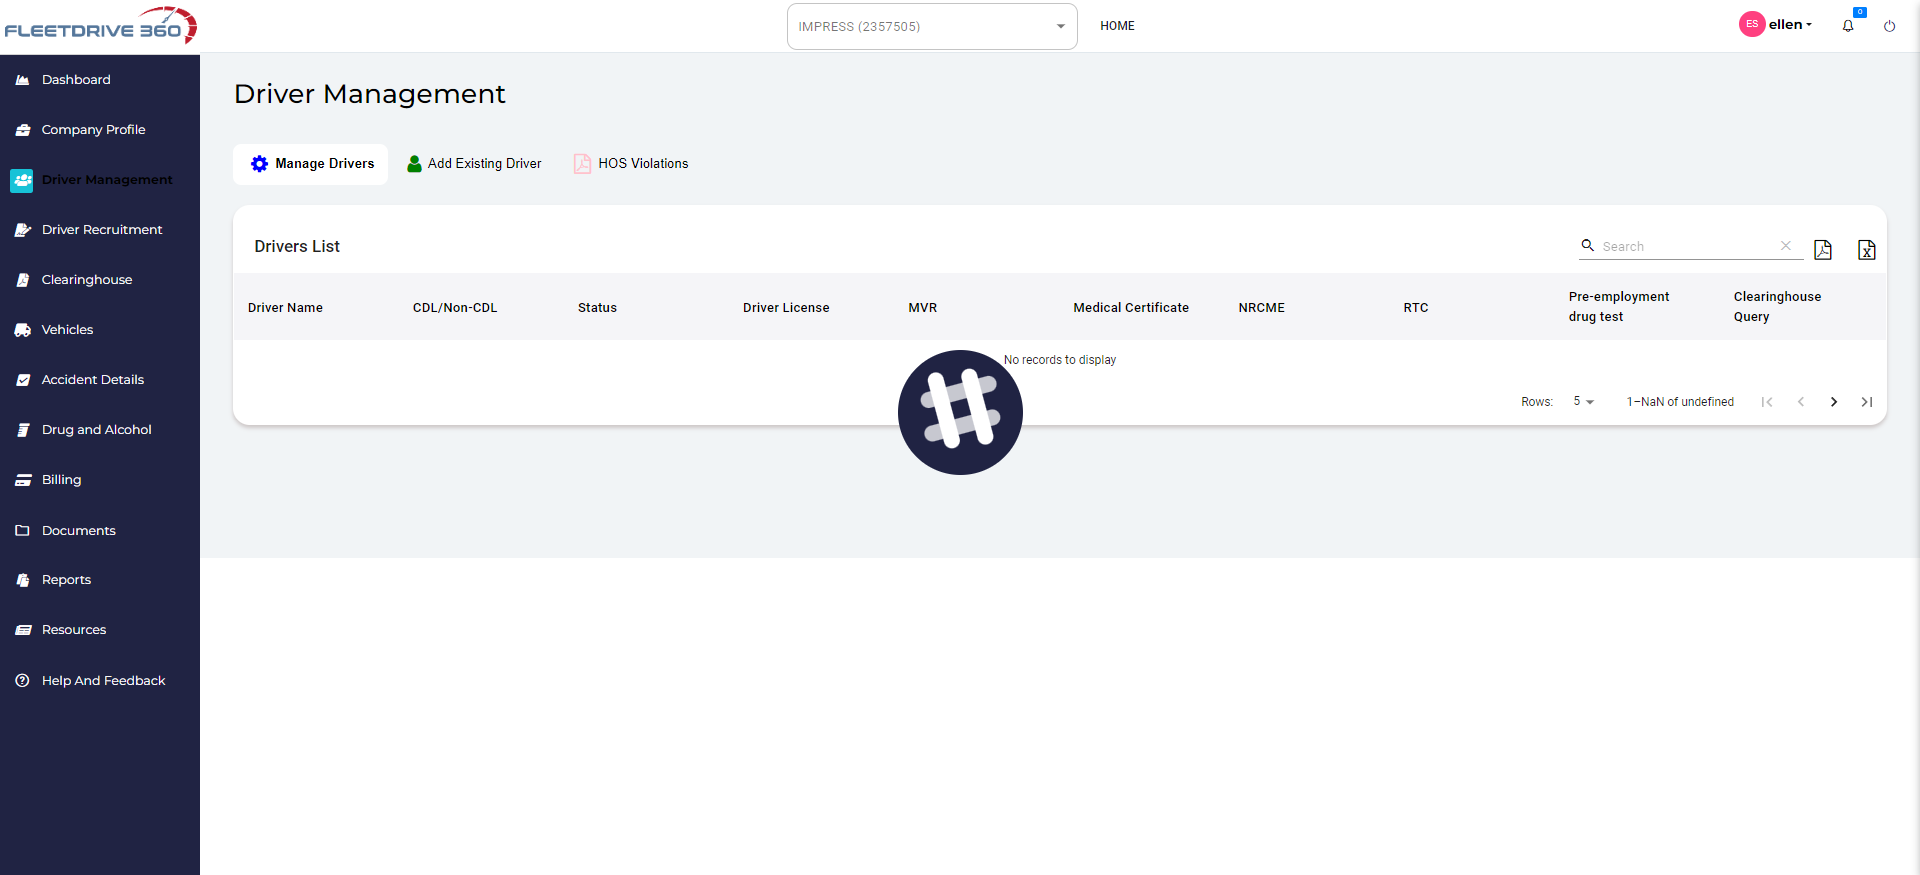 FLEETDRIVE 360
IMPRESS (2357505)
HOME
ES
ellen
0
Dashboard
Company Profile
Driver Management
Driver Recruitment
Clearinghouse
Vehicles
Accident Details
Drug and Alcohol
Billing
Documents
Reports
Resources
Help And Feedback
Driver Management
Manage Drivers
Add Existing Driver
HOS Violations
Drivers List
Search
Driver Name
CDL/Non-CDL
Status
Driver License
MVR
Medical Certificate
NRCME
RTC
Pre-employment
drug test
Clearinghouse
Query
No records to display
Rows:
5
1–NaN of undefined